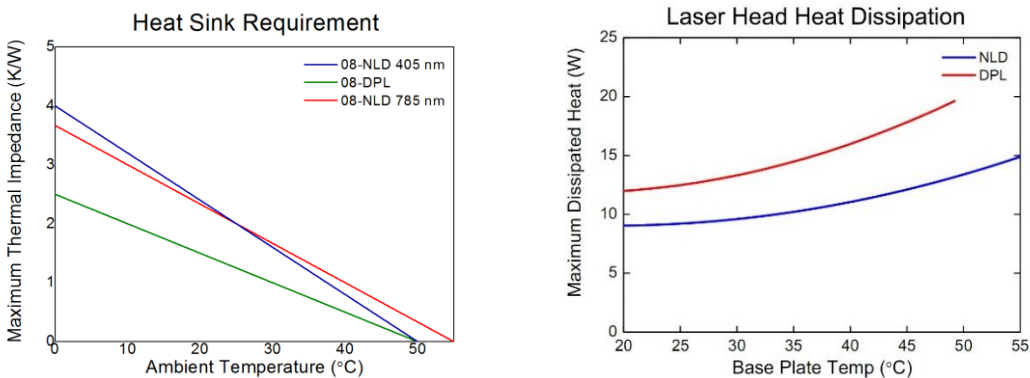 Heat Sink Requirement
Maximum Thermal Impedance (K/W)
5
4
3
2
1
0
08-NLD 405 nm
08-DPL
08-NLD 785 nm
0 10 20 30 40 50
Ambient Temperature (°C)
Laser Head Heat Dissipation
Maximum Dissipated Heat (W)
25
20
15
10
5
0
NLD
DPL
20 25 30 35 40 45 50 55
Base Plate Temp (°C)